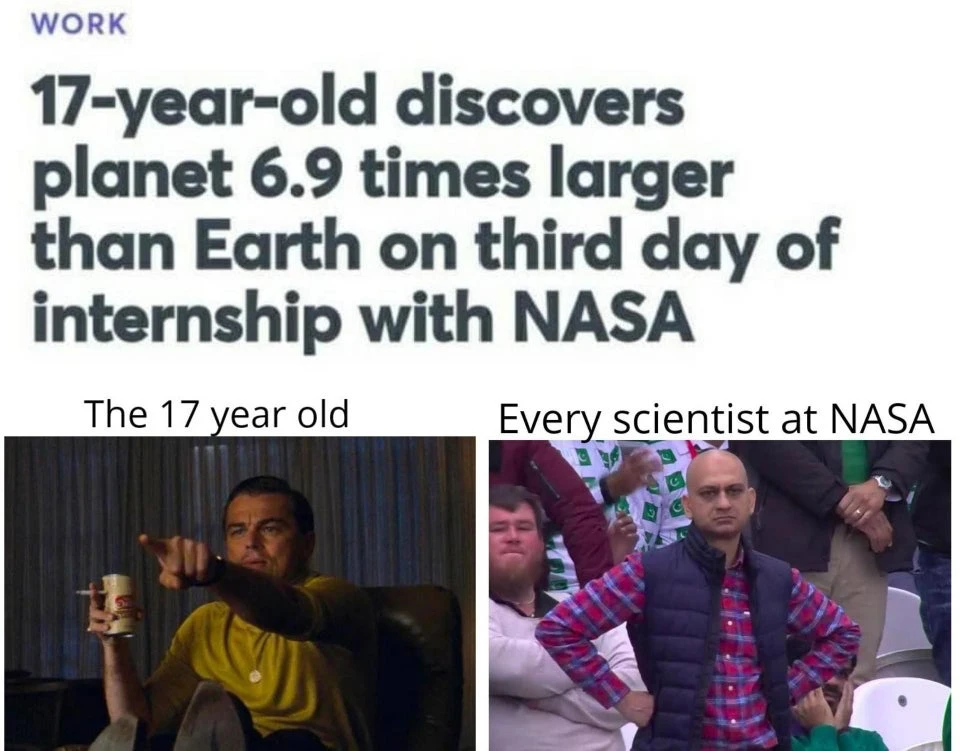 WORK
17-year-old discovers
planet 6.9 times larger
than Earth on third day of
internship with NASA
The 17 year old
Every scientist at NASA